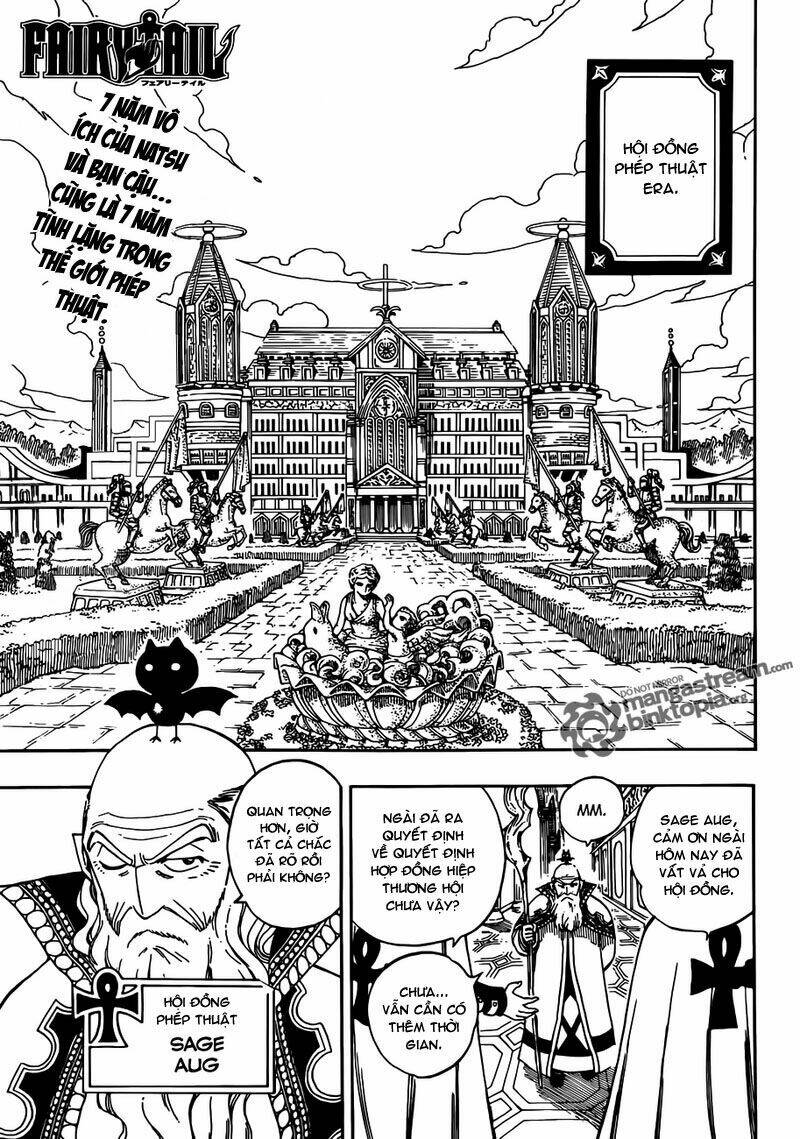 FAIRY TAIL
フェアリーテイル
7 NĂM VÔ
ÍCH CỦA NATSU
VÀ BẠN CẬU...
CŨNG LÀ 7 NĂM
TĨNH LẶNG TRONG
THẾ GIỚI PHÉP
THUẬT.
HỘI ĐỒNG
PHÉP THUẬT
ERA.
DO NOT MIRROR
mangastream.com
binktopia.org
SAGE AUG,
CẢM ƠN NGÀI
HÔM NAY ĐÃ
VẤT VẢ CHO
HỘI ĐỒNG.
MM.
NGÀI ĐÃ RA
QUYẾT ĐỊNH
VỀ QUYẾT ĐỊNH
HỢP ĐỒNG HIỆP
THƯƠNG HỘI
CHƯA VẬY?
CHƯA...
VẪN CẦN CÓ
THÊM THỜI
GIAN.
QUAN TRỌNG
HƠN, GIỜ
TẤT CẢ CHẮC
ĐÃ RÕ RỒI
PHẢI KHÔNG?
HỘI ĐỒNG
PHÉP THUẬT
SAGE
AUG